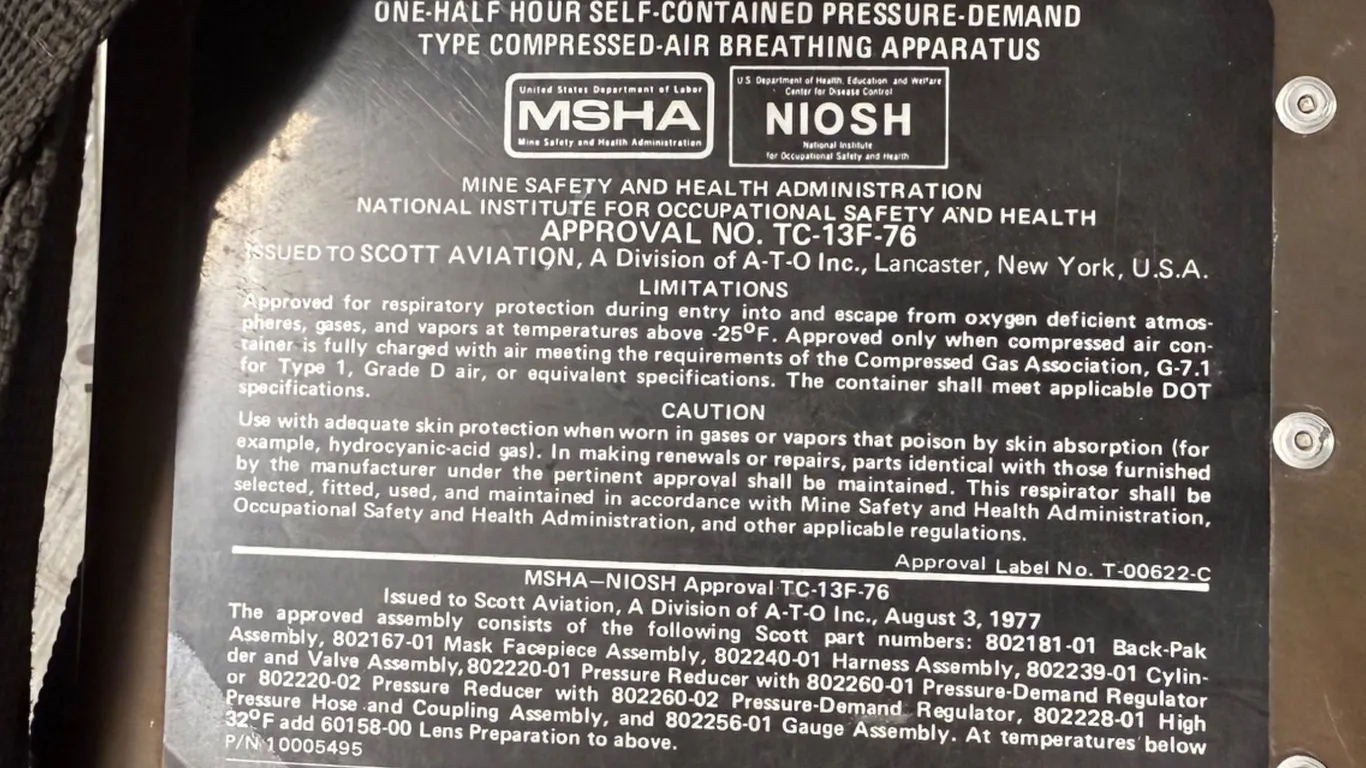 ONE-HALF HOUR SELF-CONTAINED PRESSURE-DEMAND
TYPE COMPRESSED-AIR BREATHING APPARATUS
United States Department of Labor
MSHA
Mine Safety and Health Administration
U.S. Department of Health, Education and Welfare
Center for Disease Control
NIOSH
National Institute
for Occupational Safety and Health
MINE SAFETY AND HEALTH ADMINISTRATION
NATIONAL INSTITUTE FOR OCCUPATIONAL SAFETY AND HEALTH
APPROVAL NO. TC-13F-76
ISSUED TO SCOTT AVIATION, A Division of A-T-O Inc., Lancaster, New York, U.S.A.
LIMITATIONS
Approved for respiratory protection during entry into and escape from oxygen deficient atmos-
pheres, gases, and vapors at temperatures above -25°F. Approved only when compressed air con-
tainer is fully charged with air meeting the requirements of the Compressed Gas Association, G-7.1
for Type 1, Grade D air, or equivalent specifications. The container shall meet applicable DOT
specifications.
CAUTION
Use with adequate skin protection when worn in gases or vapors that poison by skin absorption (for
example, hydrocyanic-acid gas). In making renewals or repairs, parts identical with those furnished
by the manufacturer under the pertinent approval shall be maintained. This respirator shall be
selected, fitted, used, and maintained in accordance with Mine Safety and Health Administration,
Occupational Safety and Health Administration, and other applicable regulations.
Approval Label No. T-00622-C
MSHA—NIOSH Approval TC-13F-76
Issued to Scott Aviation, A Division of A-T-O Inc., August 3, 1977
The approved assembly consists of the following Scott part numbers: 802181-01 Back-Pak
Assembly, 802167-01 Mask Facepiece Assembly, 802240-01 Harness Assembly, 802239-01 Cylin-
der and Valve Assembly, 802220-01 Pressure Reducer with 802260-01 Pressure-Demand Regulator
or 802220-02 Pressure Reducer with 802260-02 Pressure-Demand Regulator, 802228-01 High
Pressure Hose and Coupling Assembly, and 802256-01 Gauge Assembly. At temperatures below
32°F add 60158-00 Lens Preparation to above.
P/N 10005495